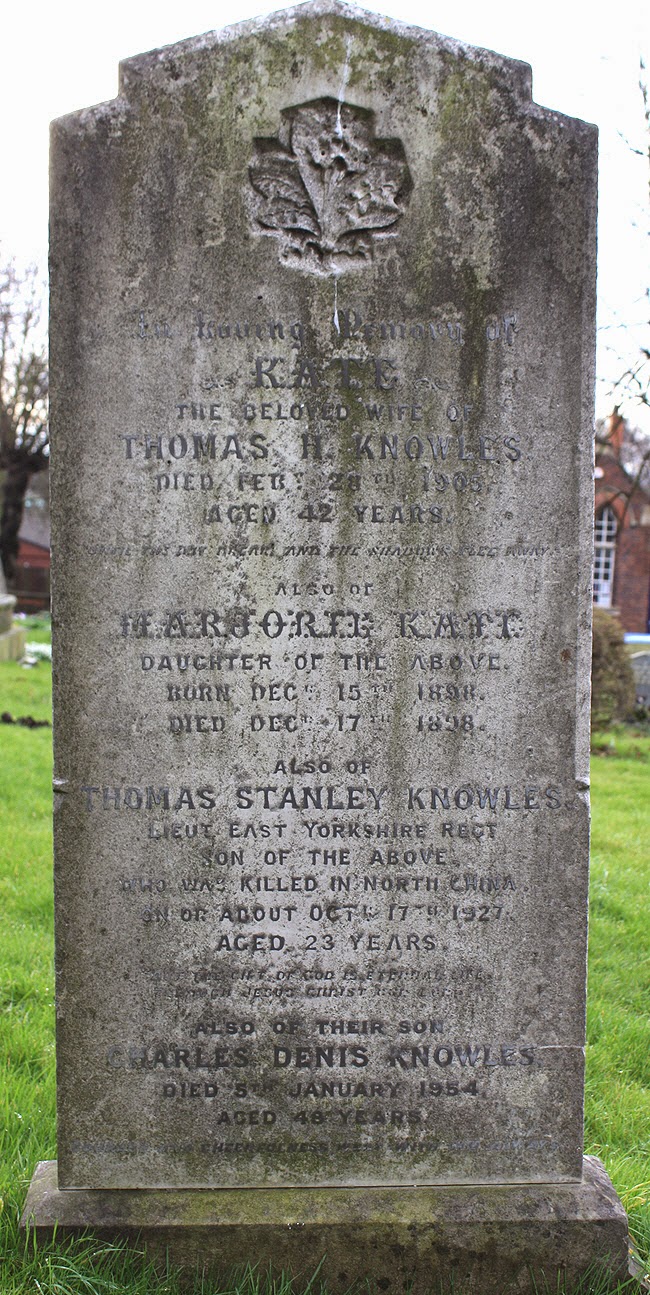 In Loving Memory of
KATE
THE BELOVED WIFE OF
THOMAS H. KNOWLES
DIED FEBY 28TH
AGED 42 YEARS.
UNTIL THE DAY BREAK AND THE SHADOWS FLEE AWAY.
ALSO OF
MARJORIE KATE
DAUGHTER OF THE ABOVE.
BORN DECR 15TH 1898.
DIED DECR 17TH 1898.
ALSO OF
THOMAS STANLEY KNOWLES.
LIEUT. EAST YORKSHIRE REGT
SON OF THE ABOVE.
WHO WAS KILLED IN NORTH CHINA.
ON OR ABOUT OCTR 17TH 1927.
AGED 23 YEARS.
THE GIFT OF GOD IS ETERNAL LIFE
THROUGH JESUS CHRIST OUR LORD
ALSO OF THEIR SON
CHARLES DENIS KNOWLES.
DIED 5TH JANUARY 1954.
AGED 48 YEARS.
CHEERFULNESS